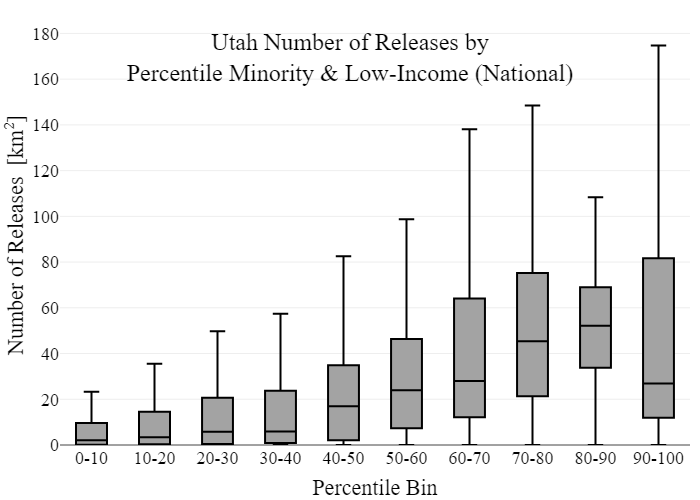 Utah Number of Releases by
Percentile Minority & Low-Income (National)
Number of Releases [km²]
180
160
140
120
100
80
60
40
20
0
0-10 10-20 20-30 30-40 40-50 50-60 60-70 70-80 80-90 90-100
Percentile Bin